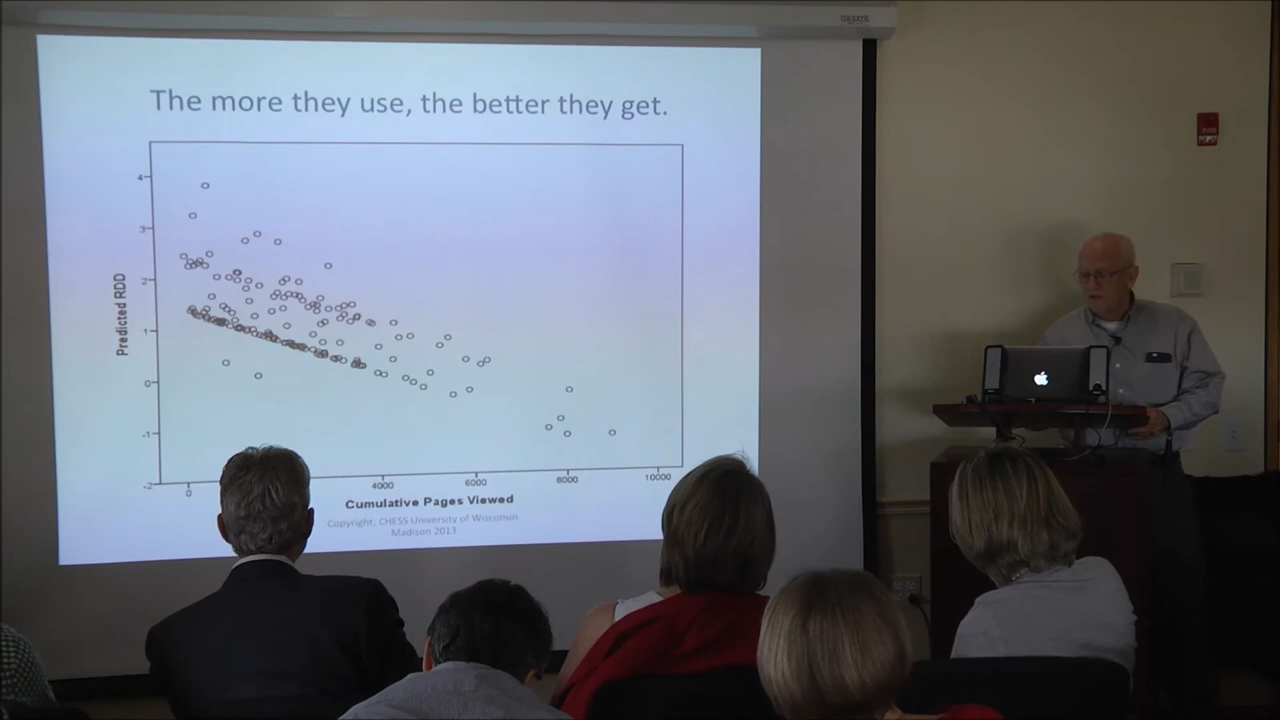 The more they use, the better they get.
4
3
2
1
0
-1
-2
Predicted RDD
0
4000
6000
8000
10000
Cumulative Pages Viewed
Copyright; CHESS University of Wisconsin
Madison 2013
FIRE